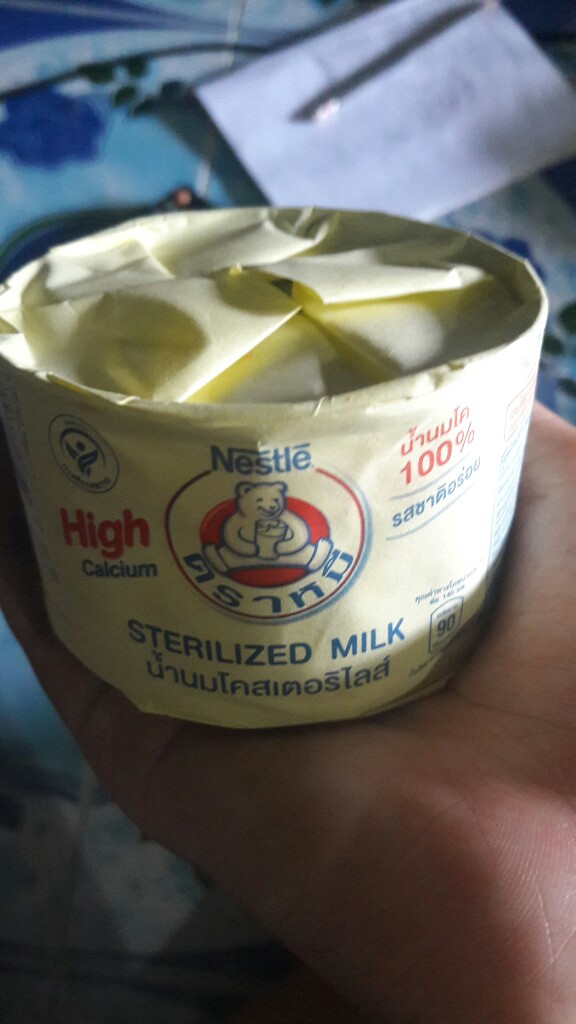 Nestlé
ตราหมี
High
Calcium
น้ำนมโค
100%
รสชาติอร่อย
90
STERILIZED MILK
น้ำนมโคสเตอริไลส์